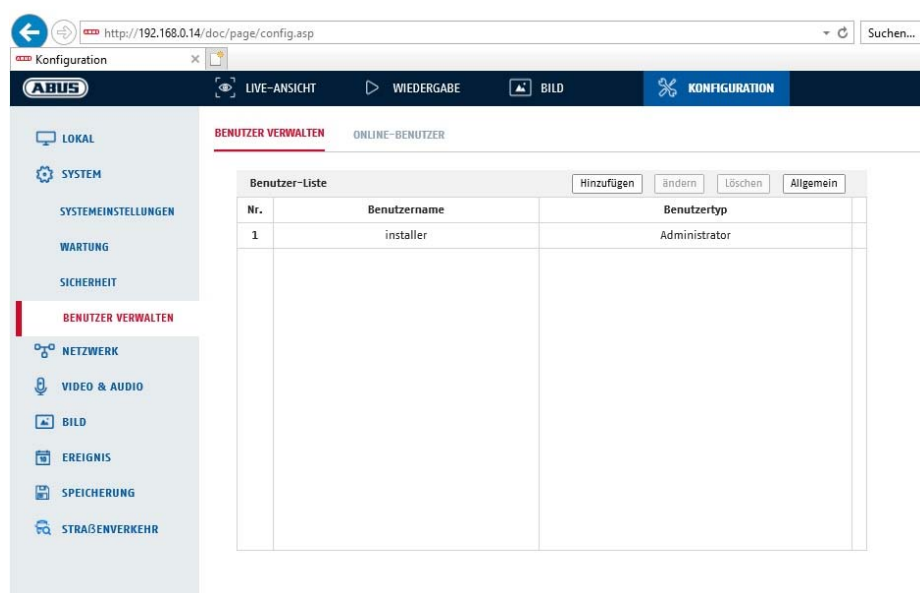 http://192.168.0.14/doc/page/config.asp
Suchen...
Konfiguration
ABUS
LIVE-ANSICHT
WIEDERGABE
BILD
KONFIGURATION
LOKAL
SYSTEM
SYSTEMEINSTELLUNGEN
WARTUNG
SICHERHEIT
BENUTZER VERWALTEN
NETZWERK
VIDEO & AUDIO
BILD
EREIGNIS
SPEICHERUNG
STRAßENVERKEHR
BENUTZER VERWALTEN
ONLINE-BENUTZER
Benutzer-Liste
Hinzufügen
ändern
Löschen
Allgemein
Nr. Benutzername Benutzertyp
1 installer Administrator